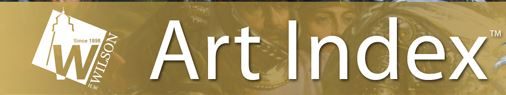 Since 1898
W
H.W. WILSON
Art Index™